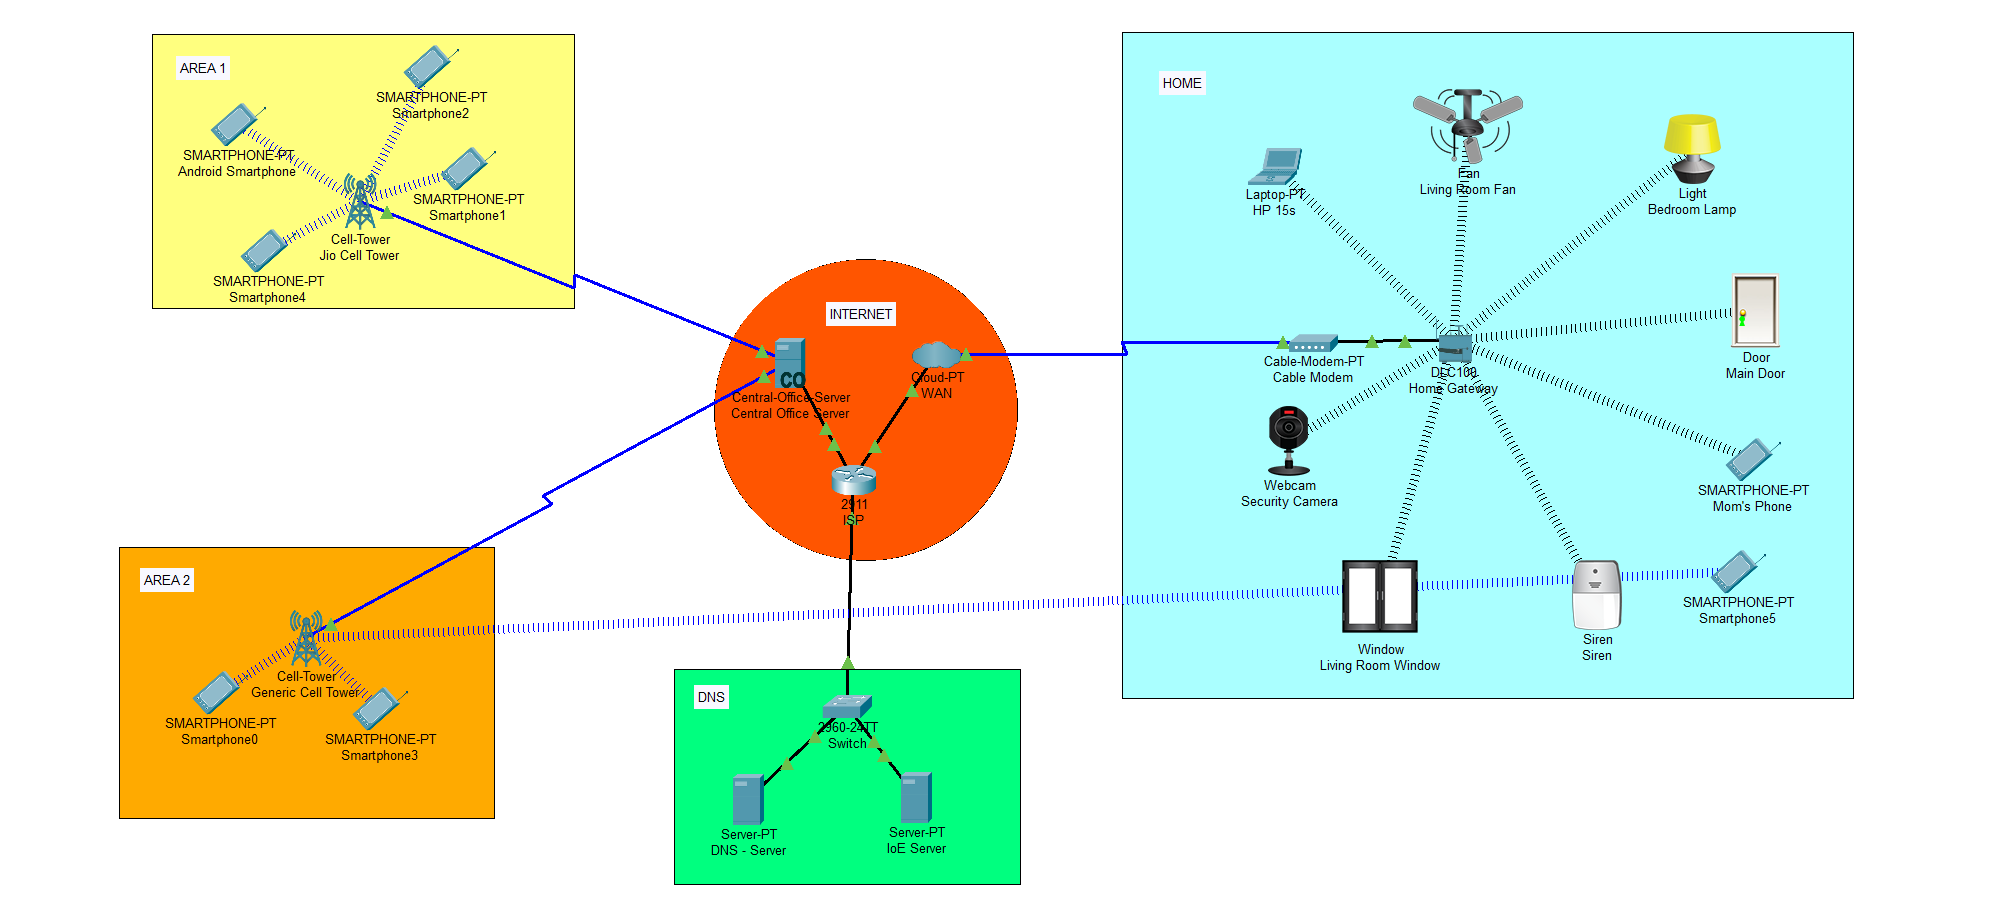 AREA 1
SMARTPHONE-PT
Smartphone2
SMARTPHONE-PT
Android Smartphone
SMARTPHONE-PT
Smartphone1
Cell-Tower
Jio Cell Tower
SMARTPHONE-PT
Smartphone4
INTERNET
CO
Central-Office-Server
Central Office Server
Cloud-PT
WAN
2911
ISP
HOME
Fan
Living Room Fan
Laptop-PT
HP 15s
Light
Bedroom Lamp
Door
Main Door
Cable-Modem-PT
Cable Modem
DLC100
Home Gateway
Webcam
Security Camera
SMARTPHONE-PT
Mom's Phone
SMARTPHONE-PT
Smartphone5
Window
Living Room Window
Siren
Siren
AREA 2
Cell-Tower
Generic Cell Tower
SMARTPHONE-PT
Smartphone0
SMARTPHONE-PT
Smartphone3
DNS
2960-24TT
Switch
Server-PT
DNS - Server
Server-PT
IoE Server